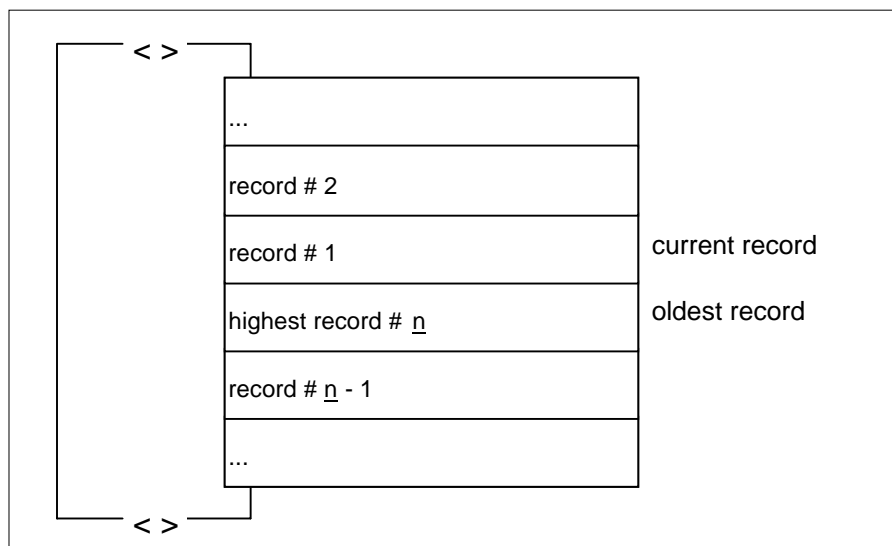 < >
...
record # 2
record # 1
current record
highest record # n
oldest record
record # n - 1
...
< >